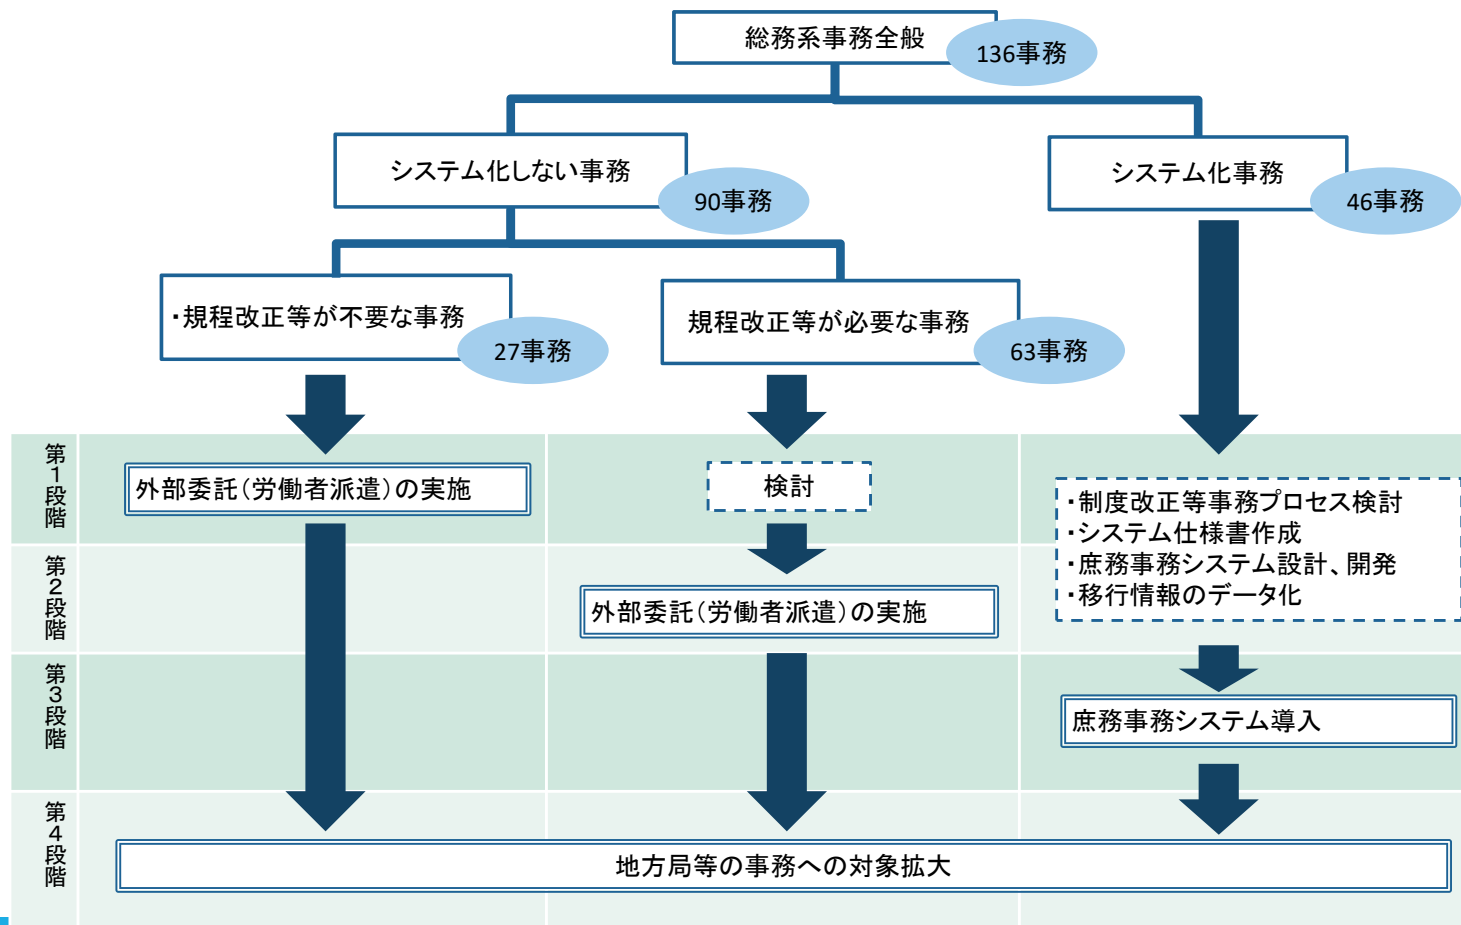 総務系事務全般
136事務
システム化しない事務
90事務
システム化事務
46事務
・規程改正等が不要な事務
27事務
規程改正等が必要な事務
63事務
第1段階
外部委託(労働者派遣)の実施
検討
・制度改正等事務プロセス検討
・システム仕様書作成
・庶務事務システム設計、開発
・移行情報のデータ化
第2段階
外部委託(労働者派遣)の実施
第3段階
庶務事務システム導入
第4段階
地方局等の事務への対象拡大